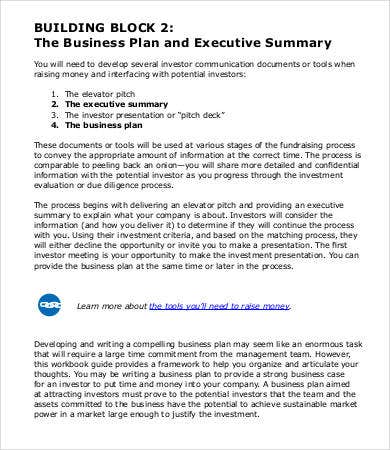 BUILDING BLOCK 2:
The Business Plan and Executive Summary
You will need to develop several investor communication documents or tools when
raising money and interfacing with potential investors:
1. The elevator pitch
2. The executive summary
3. The investor presentation or “pitch deck”
4. The business plan
These documents or tools will be used at various stages of the fundraising process
to convey the appropriate amount of information at the correct time. The process is
comparable to peeling back an onion—you will share more detailed and confidential
information with the potential investor as you progress through the investment
evaluation or due diligence process.
The process begins with delivering an elevator pitch and providing an executive
summary to explain what your company is about. Investors will consider the
information (and how you deliver it) to determine if they will continue the process
with you. Using their investment criteria, and based on the matching process, they
will either decline the opportunity or invite you to make a presentation. The first
investor meeting is your opportunity to make the investment presentation. You can
provide the business plan at the same time or later in the process.
Learn more about the tools you’ll need to raise money.
Developing and writing a compelling business plan may seem like an enormous task
that will require a large time commitment from the management team. However,
this workbook guide provides a framework to help you organize and articulate your
thoughts. You may be writing a business plan to provide a strong business case
for an investor to put time and money into your company. A business plan aimed
at attracting investors must prove to the potential investors that the team and the
assets committed to the business have the potential to achieve sustainable market
power in a market large enough to justify the investment.